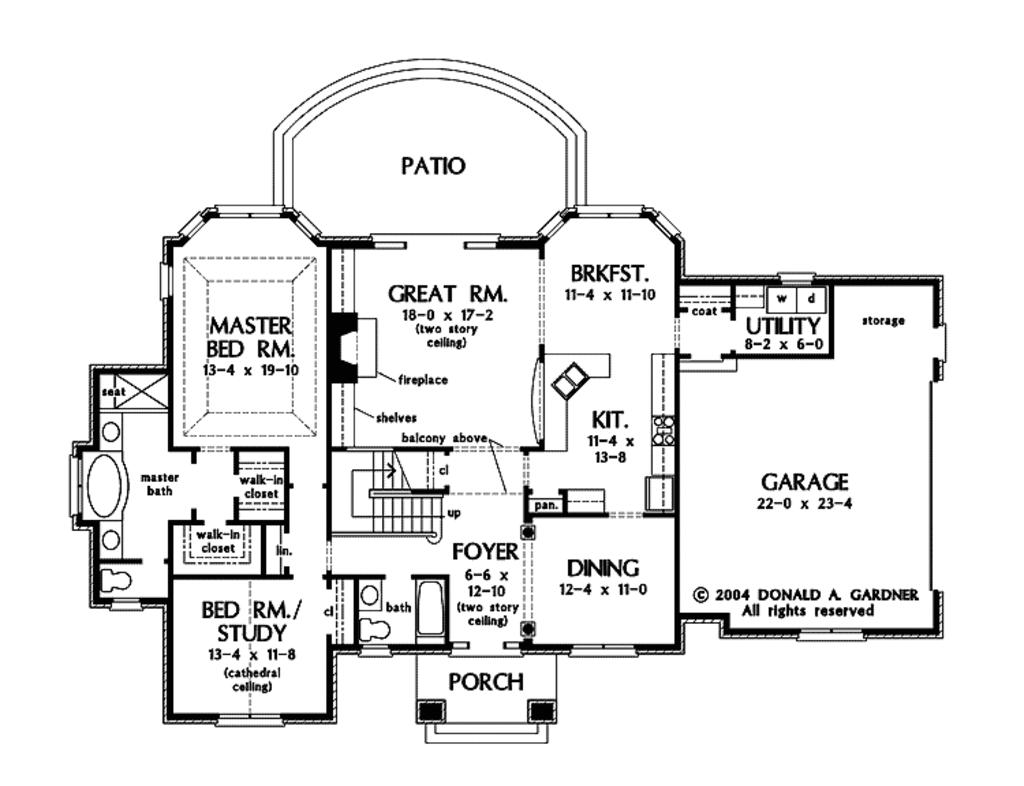 PATIO
BRKFST.
11-4 x 11-10
GREAT RM.
18-0 x 17-2
(two story
ceiling)
MASTER
BED RM.
13-4 x 19-10
coat
w d
UTILITY
8-2 x 6-0
storage
fireplace
seat
shelves
balcony above
KIT.
11-4 x
13-8
master
bath
walk-in
closet
cl
GARAGE
22-0 x 23-4
pan.
up
walk-in
closet
lin.
FOYER
6-6 x
12-10
(two story
ceiling)
DINING
12-4 x 11-0
BED RM./
STUDY
13-4 x 11-8
(cathedral
ceiling)
cl
bath
© 2004 DONALD A. GARDNER
All rights reserved
PORCH